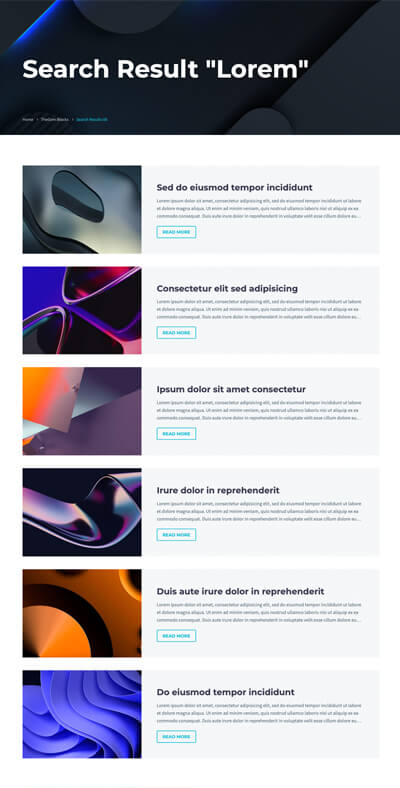 Search Result "Lorem"
Home > TheGem Blocks > Search Results 05
Sed do eiusmod tempor incididunt
Lorem ipsum dolor sit amet, consectetur adipisicing elit, sed do eiusmod tempor incididunt ut labore
et dolore magna aliqua. Ut enim ad minim veniam, quis nostrud ullamco laboris nisi ut aliquip ex ea
commodo consequat. Duis aute irure dolor in reprehenderit in voluptate velit esse cillum dolore eu...
READ MORE
Consectetur elit sed adipisicing
Lorem ipsum dolor sit amet, consectetur adipisicing elit, sed do eiusmod tempor incididunt ut labore
et dolore magna aliqua. Ut enim ad minim veniam, quis nostrud ullamco laboris nisi ut aliquip ex ea
commodo consequat. Duis aute irure dolor in reprehenderit in voluptate velit esse cillum dolore eu...
READ MORE
Ipsum dolor sit amet consectetur
Lorem ipsum dolor sit amet, consectetur adipisicing elit, sed do eiusmod tempor incididunt ut labore
et dolore magna aliqua. Ut enim ad minim veniam, quis nostrud ullamco laboris nisi ut aliquip ex ea
commodo consequat. Duis aute irure dolor in reprehenderit in voluptate velit esse cillum dolore eu...
READ MORE
Irure dolor in reprehenderit
Lorem ipsum dolor sit amet, consectetur adipisicing elit, sed do eiusmod tempor incididunt ut labore
et dolore magna aliqua. Ut enim ad minim veniam, quis nostrud ullamco laboris nisi ut aliquip ex ea
commodo consequat. Duis aute irure dolor in reprehenderit in voluptate velit esse cillum dolore eu...
READ MORE
Duis aute irure dolor in reprehenderit
Lorem ipsum dolor sit amet, consectetur adipisicing elit, sed do eiusmod tempor incididunt ut labore
et dolore magna aliqua. Ut enim ad minim veniam, quis nostrud ullamco laboris nisi ut aliquip ex ea
commodo consequat. Duis aute irure dolor in reprehenderit in voluptate velit esse cillum dolore eu...
READ MORE
Do eiusmod tempor incididunt
Lorem ipsum dolor sit amet, consectetur adipisicing elit, sed do eiusmod tempor incididunt ut labore
et dolore magna aliqua. Ut enim ad minim veniam, quis nostrud ullamco laboris nisi ut aliquip ex ea
commodo consequat. Duis aute irure dolor in reprehenderit in voluptate velit esse cillum dolore eu...
READ MORE